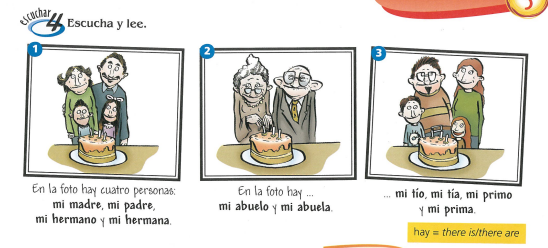 Escuchar 4 Escucha y lee.
5
1
2
3
En la foto hay cuatro personas:
mi madre, mi padre,
mi hermano y mi hermana.
En la foto hay ...
mi abuelo y mi abuela.
... mi tío, mi tía, mi primo
y mi prima.
hay = there is/there are